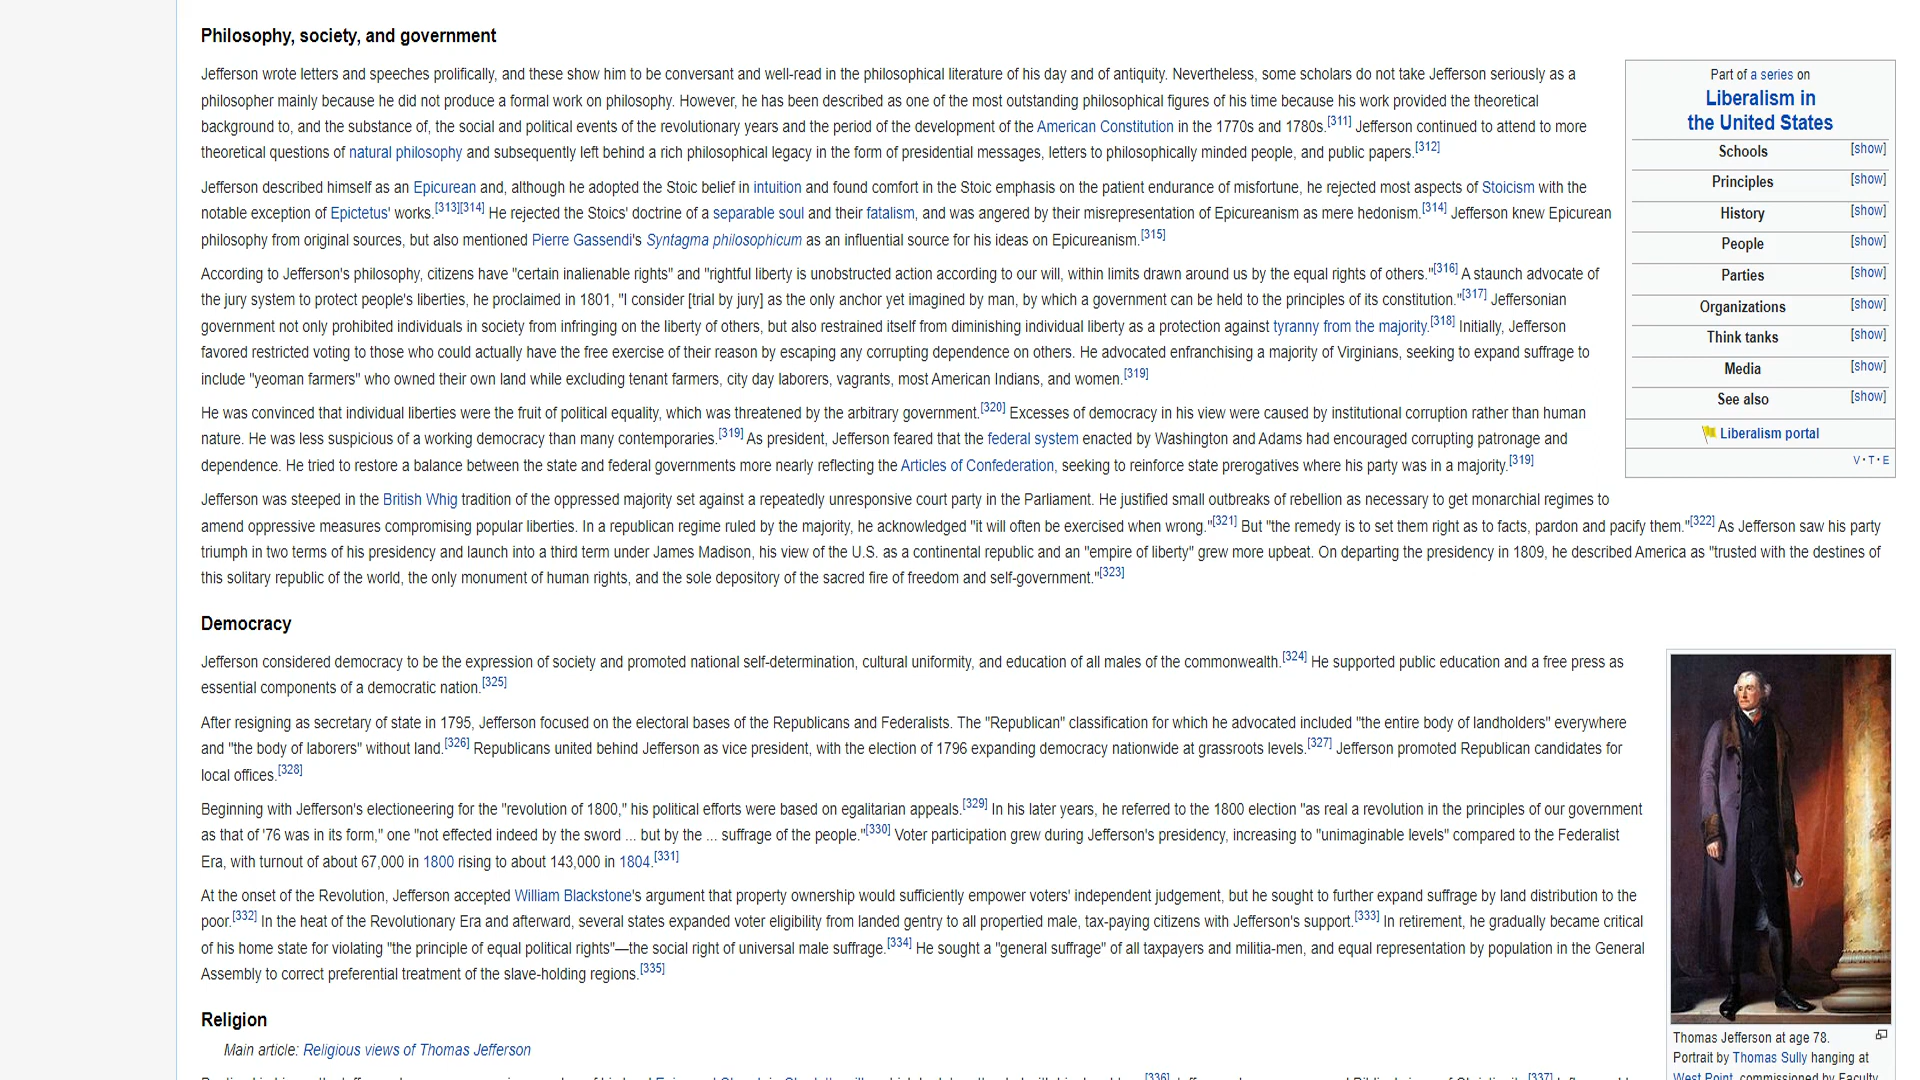 Philosophy, society, and government
Jefferson wrote letters and speeches prolifically, and these show him to be conversant and well-read in the philosophical literature of his day and of antiquity. Nevertheless, some scholars do not take Jefferson seriously as a
philosopher mainly because he did not produce a formal work on philosophy. However, he has been described as one of the most outstanding philosophical figures of his time because his work provided the theoretical
background to, and the substance of, the social and political events of the revolutionary years and the period of the development of the American Constitution in the 1770s and 1780s.[311] Jefferson continued to attend to more
theoretical questions of natural philosophy and subsequently left behind a rich philosophical legacy in the form of presidential messages, letters to philosophically minded people, and public papers.[312]
Jefferson described himself as an Epicurean and, although he adopted the Stoic belief in intuition and found comfort in the Stoic emphasis on the patient endurance of misfortune, he rejected most aspects of Stoicism with the
notable exception of Epictetus' works.[313][314] He rejected the Stoics' doctrine of a separable soul and their fatalism, and was angered by their misrepresentation of Epicureanism as mere hedonism.[314] Jefferson knew Epicurean
philosophy from original sources, but also mentioned Pierre Gassendi's Syntagma philosophicum as an influential source for his ideas on Epicureanism.[315]
According to Jefferson's philosophy, citizens have "certain inalienable rights" and "rightful liberty is unobstructed action according to our will, within limits drawn around us by the equal rights of others."[316] A staunch advocate of
the jury system to protect people's liberties, he proclaimed in 1801, "I consider [trial by jury] as the only anchor yet imagined by man, by which a government can be held to the principles of its constitution."[317] Jeffersonian
government not only prohibited individuals in society from infringing on the liberty of others, but also restrained itself from diminishing individual liberty as a protection against tyranny from the majority.[318] Initially, Jefferson
favored restricted voting to those who could actually have the free exercise of their reason by escaping any corrupting dependence on others. He advocated enfranchising a majority of Virginians, seeking to expand suffrage to
include "yeoman farmers" who owned their own land while excluding tenant farmers, city day laborers, vagrants, most American Indians, and women.[319]
He was convinced that individual liberties were the fruit of political equality, which was threatened by the arbitrary government.[320] Excesses of democracy in his view were caused by institutional corruption rather than human
nature. He was less suspicious of a working democracy than many contemporaries.[319] As president, Jefferson feared that the federal system enacted by Washington and Adams had encouraged corrupting patronage and
dependence. He tried to restore a balance between the state and federal governments more nearly reflecting the Articles of Confederation, seeking to reinforce state prerogatives where his party was in a majority.[319]
Jefferson was steeped in the British Whig tradition of the oppressed majority set against a repeatedly unresponsive court party in the Parliament. He justified small outbreaks of rebellion as necessary to get monarchial regimes to
amend oppressive measures compromising popular liberties. In a republican regime ruled by the majority, he acknowledged "it will often be exercised when wrong."[321] But "the remedy is to set them right as to facts, pardon and pacify them."[322] As Jefferson saw his party
triumph in two terms of his presidency and launch into a third term under James Madison, his view of the U.S. as a continental republic and an "empire of liberty" grew more upbeat. On departing the presidency in 1809, he described America as "trusted with the destines of
this solitary republic of the world, the only monument of human rights, and the sole depository of the sacred fire of freedom and self-government."[323]
Part of a series on
Liberalism in
the United States
Schools [show]
Principles [show]
History [show]
People [show]
Parties [show]
Organizations [show]
Think tanks [show]
Media [show]
See also [show]
Liberalism portal
V • T • E
Democracy
Jefferson considered democracy to be the expression of society and promoted national self-determination, cultural uniformity, and education of all males of the commonwealth.[324] He supported public education and a free press as
essential components of a democratic nation.[325]
After resigning as secretary of state in 1795, Jefferson focused on the electoral bases of the Republicans and Federalists. The "Republican" classification for which he advocated included "the entire body of landholders" everywhere
and "the body of laborers" without land.[326] Republicans united behind Jefferson as vice president, with the election of 1796 expanding democracy nationwide at grassroots levels.[327] Jefferson promoted Republican candidates for
local offices.[328]
Beginning with Jefferson's electioneering for the "revolution of 1800," his political efforts were based on egalitarian appeals.[329] In his later years, he referred to the 1800 election "as real a revolution in the principles of our government
as that of '76 was in its form," one "not effected indeed by the sword ... but by the ... suffrage of the people."[330] Voter participation grew during Jefferson's presidency, increasing to "unimaginable levels" compared to the Federalist
Era, with turnout of about 67,000 in 1800 rising to about 143,000 in 1804.[331]
At the onset of the Revolution, Jefferson accepted William Blackstone's argument that property ownership would sufficiently empower voters' independent judgement, but he sought to further expand suffrage by land distribution to the
poor.[332] In the heat of the Revolutionary Era and afterward, several states expanded voter eligibility from landed gentry to all propertied male, tax-paying citizens with Jefferson's support.[333] In retirement, he gradually became critical
of his home state for violating "the principle of equal political rights"—the social right of universal male suffrage.[334] He sought a "general suffrage" of all taxpayers and militia-men, and equal representation by population in the General
Assembly to correct preferential treatment of the slave-holding regions.[335]
Thomas Jefferson at age 78.
Portrait by Thomas Sully hanging at
West Point, commissioned by Faculty
Religion
Main article: Religious views of Thomas Jefferson
[336] [337]